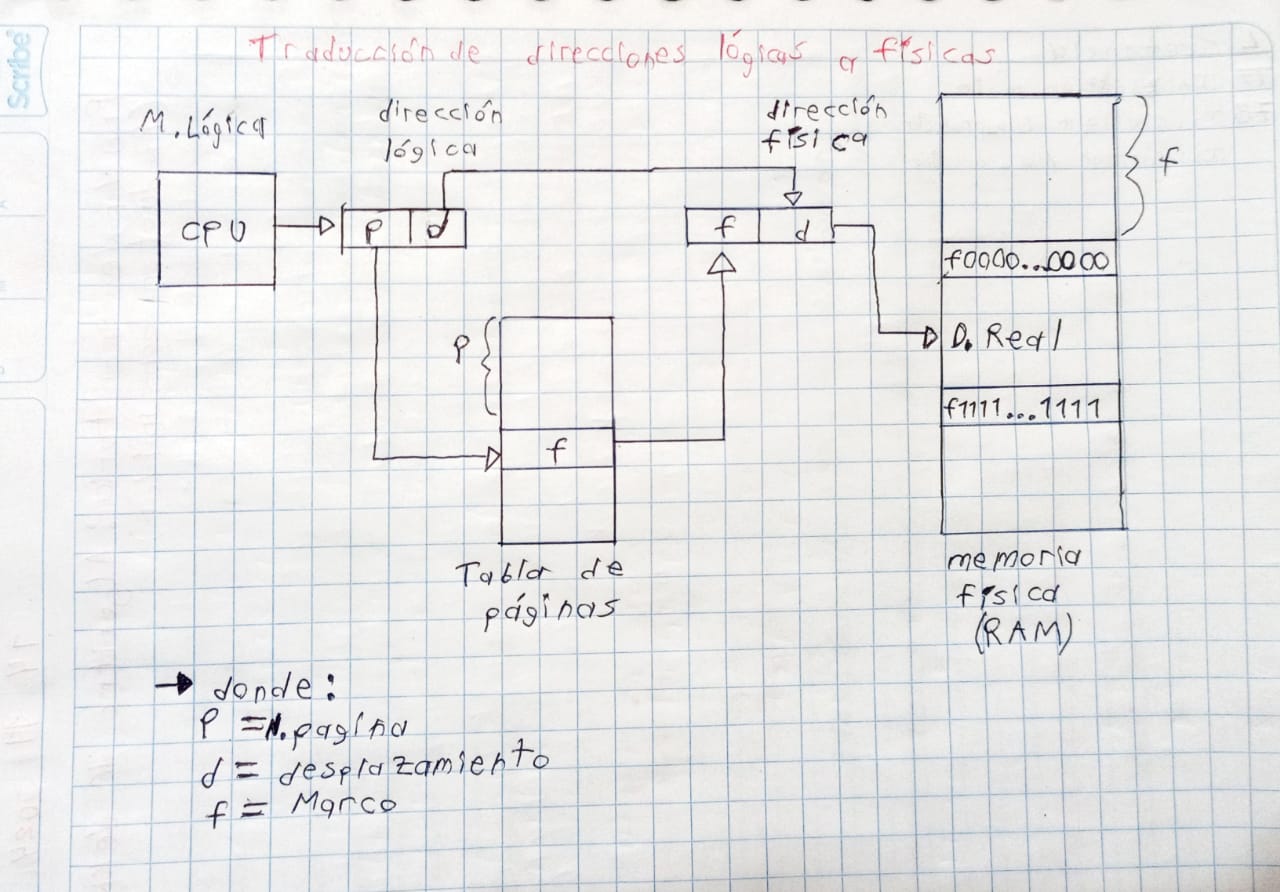 Scribe
Traducción de direcciones lógicas a físicas
M. Lógica
dirección
lógica
dirección
física
CPU
P d
f d
f
f0000...0000
P
D. Real
f
f1111...1111
Tabla de
páginas
memoria
física
(RAM)
→ donde:
P = N. pagina
d = desplazamiento
f = Marco